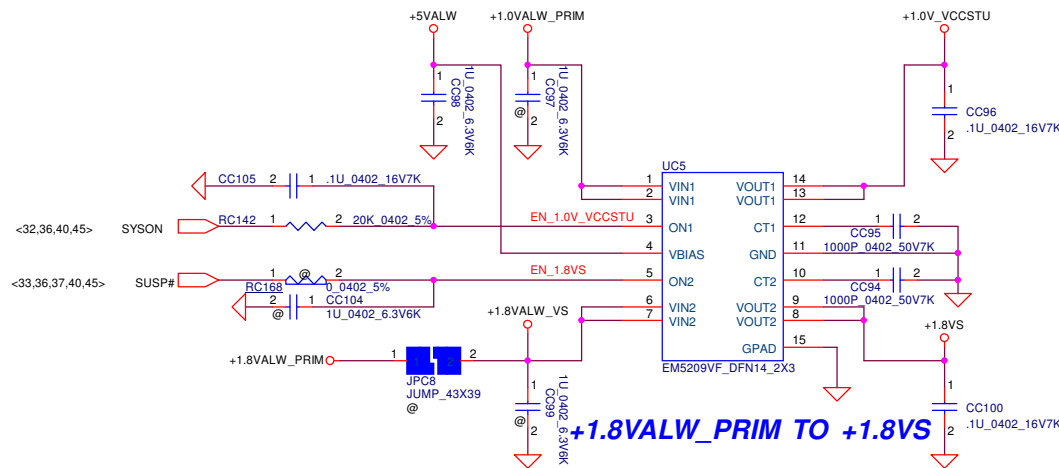 +5VALW
+1.0VALW_PRIM
+1.0V_VCCSTU
1
1U_0402_6.3V6K
CC98
2
1
1U_0402_6.3V6K
CC97
@
2
1
CC96
.1U_0402_16V7K
2
UC5
CC105 2 1 .1U_0402_16V7K
1 VIN1 VOUT1 14
2 VIN1 VOUT1 13
<32,36,40,45> SYSON RC142 1 2 20K_0402_5% EN_1.0V_VCCSTU 3 ON1 CT1 12 1 2
CC95
4 VBIAS GND 11 1000P_0402_50V7K
<33,36,37,40,45> SUSP# 1 @ 2 EN_1.8VS 5 ON2 CT2 10 1 2
RC168 0_0402_5%
CC94
2 1 CC104
@ 1U_0402_6.3V6K
1000P_0402_50V7K
6 VIN2 VOUT2 9
7 VIN2 VOUT2 8
+1.8VALW_VS
+1.8VS
GPAD 15
+1.8VALW_PRIM 1 1 2 2
EM5209VF_DFN14_2X3
JPC8
JUMP_43X39
@
1
1U_0402_6.3V6K
CC99
@
2
1
CC100
.1U_0402_16V7K
2
+1.8VALW_PRIM TO +1.8VS